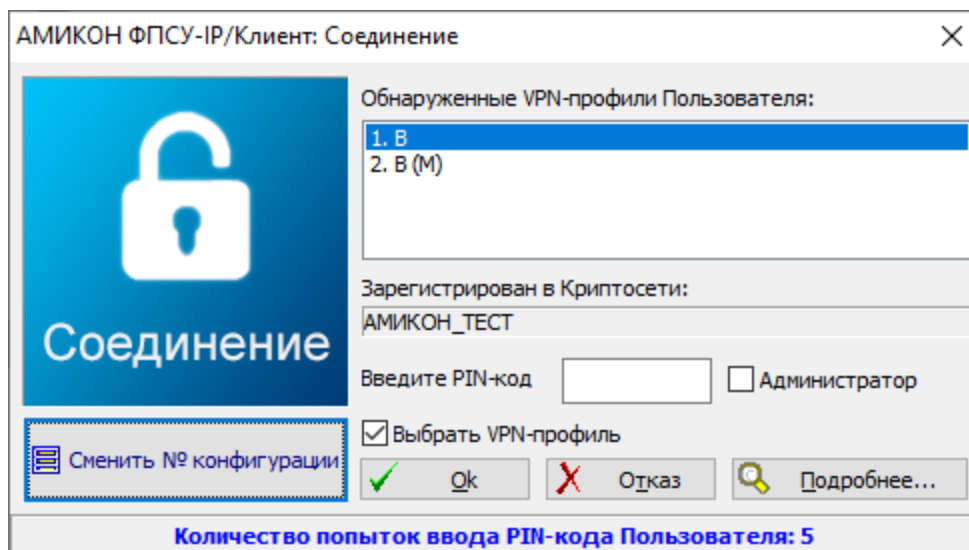 АМИКОН ФПСУ-IP/Клиент: Соединение
Соединение
Сменить № конфигурации
Обнаруженные VPN-профили Пользователя:
1. В
2. В (М)
Зарегистрирован в Криптосети:
АМИКОН_ТЕСТ
Введите PIN-код
Администратор
Выбрать VPN-профиль
Ok
Отказ
Подробнее...
Количество попыток ввода PIN-кода Пользователя: 5